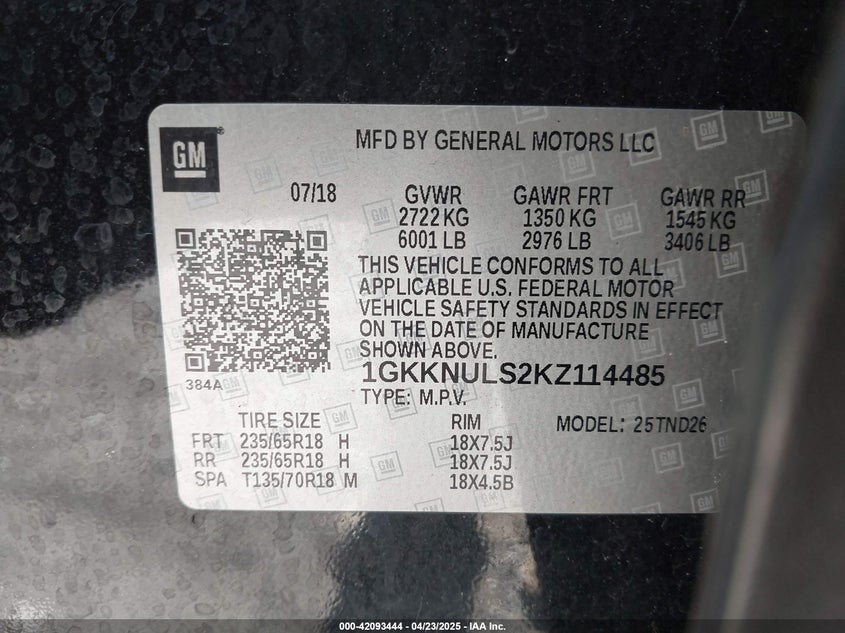 GM
MFD BY GENERAL MOTORS LLC
07/18 GVWR GAWR FRT GAWR RR
2722 KG 1350 KG 1545 KG
6001 LB 2976 LB 3406 LB
THIS VEHICLE CONFORMS TO ALL
APPLICABLE U.S. FEDERAL MOTOR
VEHICLE SAFETY STANDARDS IN EFFECT
ON THE DATE OF MANUFACTURE
SHOWN ABOVE.
384A
1GKKNULS2KZ114485
TYPE: M.P.V.
TIRE SIZE RIM MODEL: 25TND26
FRT 235/65R18 H 18X7.5J
RR 235/65R18 H 18X7.5J
SPA T135/70R18 M 18X4.5B
000-42093444 - 04/23/2025 - IAA Inc.